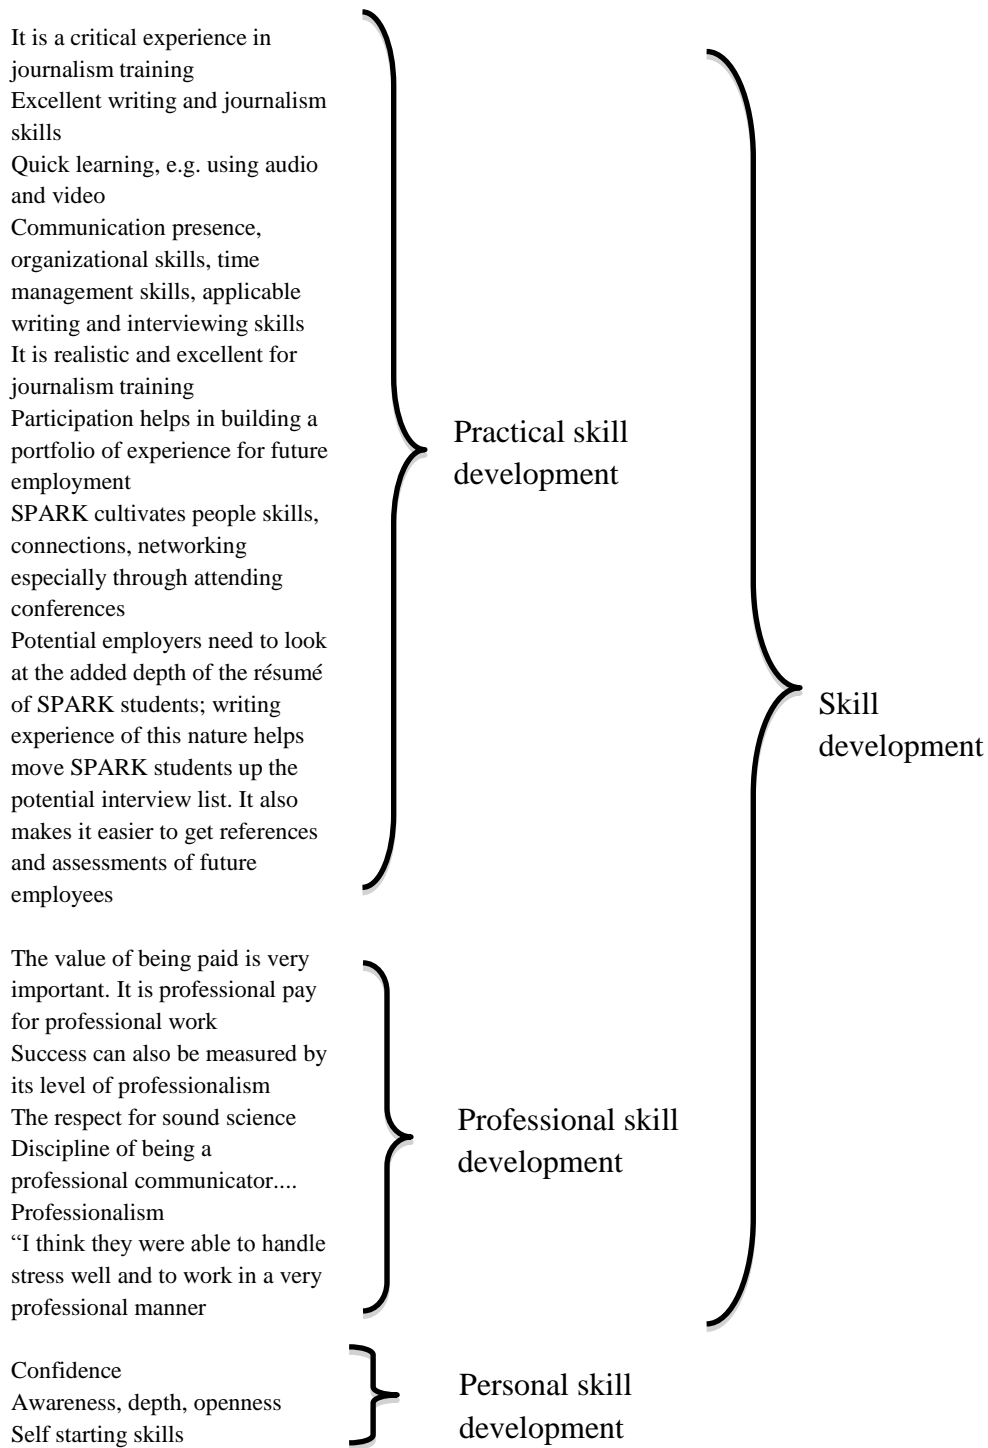 It is a critical experience in
journalism training
Excellent writing and journalism
skills
Quick learning, e.g. using audio
and video
Communication presence,
organizational skills, time
management skills, applicable
writing and interviewing skills
It is realistic and excellent for
journalism training
Participation helps in building a
portfolio of experience for future
employment
SPARK cultivates people skills,
connections, networking
especially through attending
conferences
Potential employers need to look
at the added depth of the résumé
of SPARK students; writing
experience of this nature helps
move SPARK students up the
potential interview list. It also
makes it easier to get references
and assessments of future
employees
Practical skill
development
The value of being paid is very
important. It is professional pay
for professional work
Success can also be measured by
its level of professionalism
The respect for sound science
Discipline of being a
professional communicator....
Professionalism
“I think they were able to handle
stress well and to work in a very
professional manner
Professional skill
development
Confidence
Awareness, depth, openness
Self starting skills
Personal skill
development
Skill
development